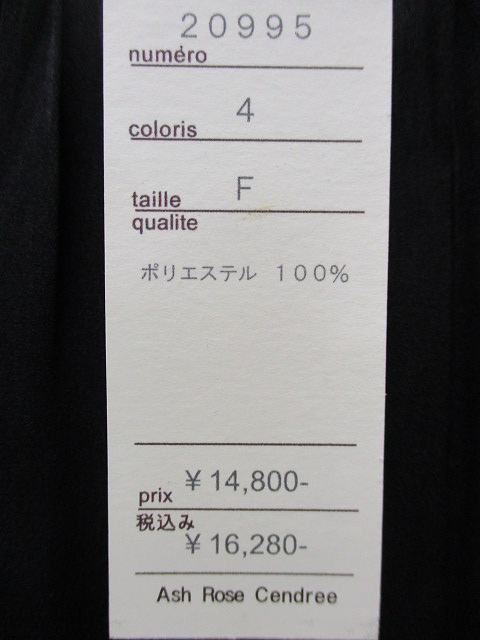 20995
numéro
4
coloris
F
taille
qualite
ポリエステル 100%
¥14,800-
prix
税込み
¥16,280-
Ash Rose Cendree